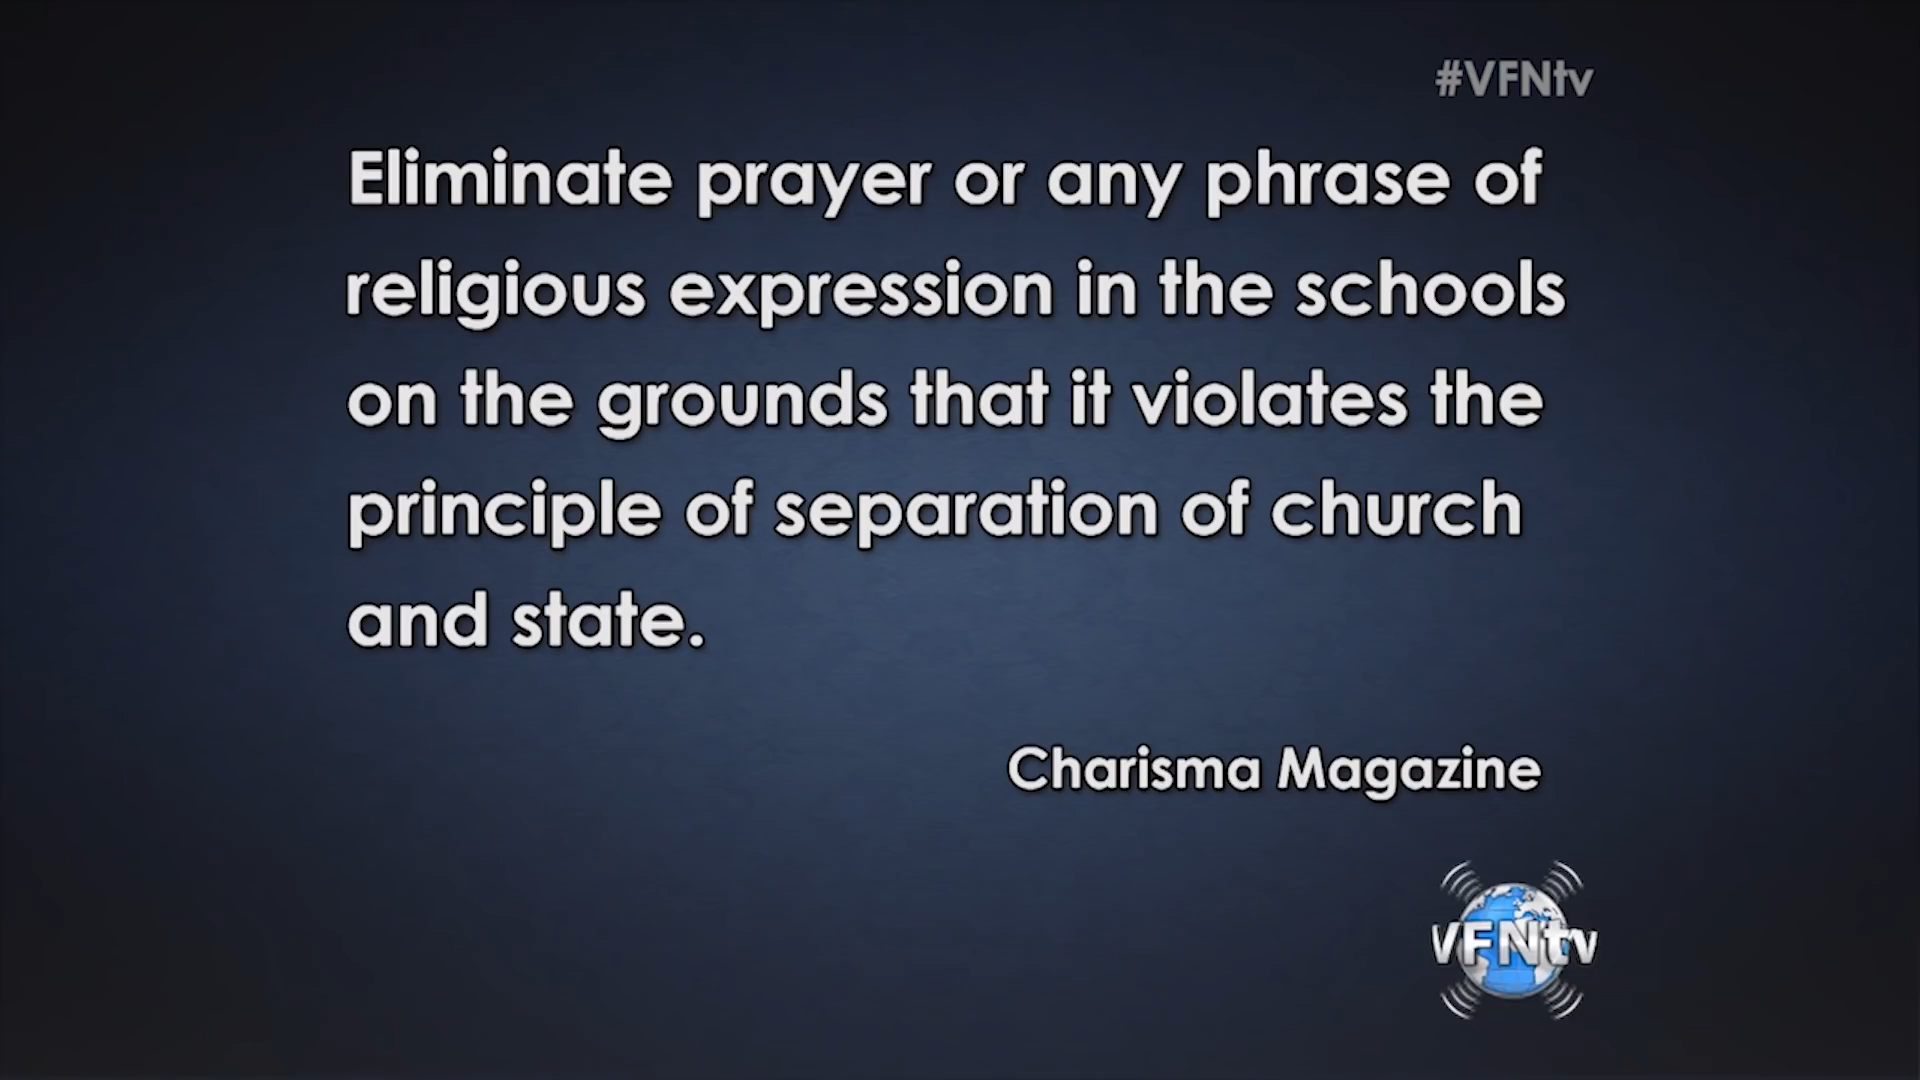 #VFNtv
Eliminate prayer or any phrase of
religious expression in the schools
on the grounds that it violates the
principle of separation of church
and state.
Charisma Magazine
VFNtv